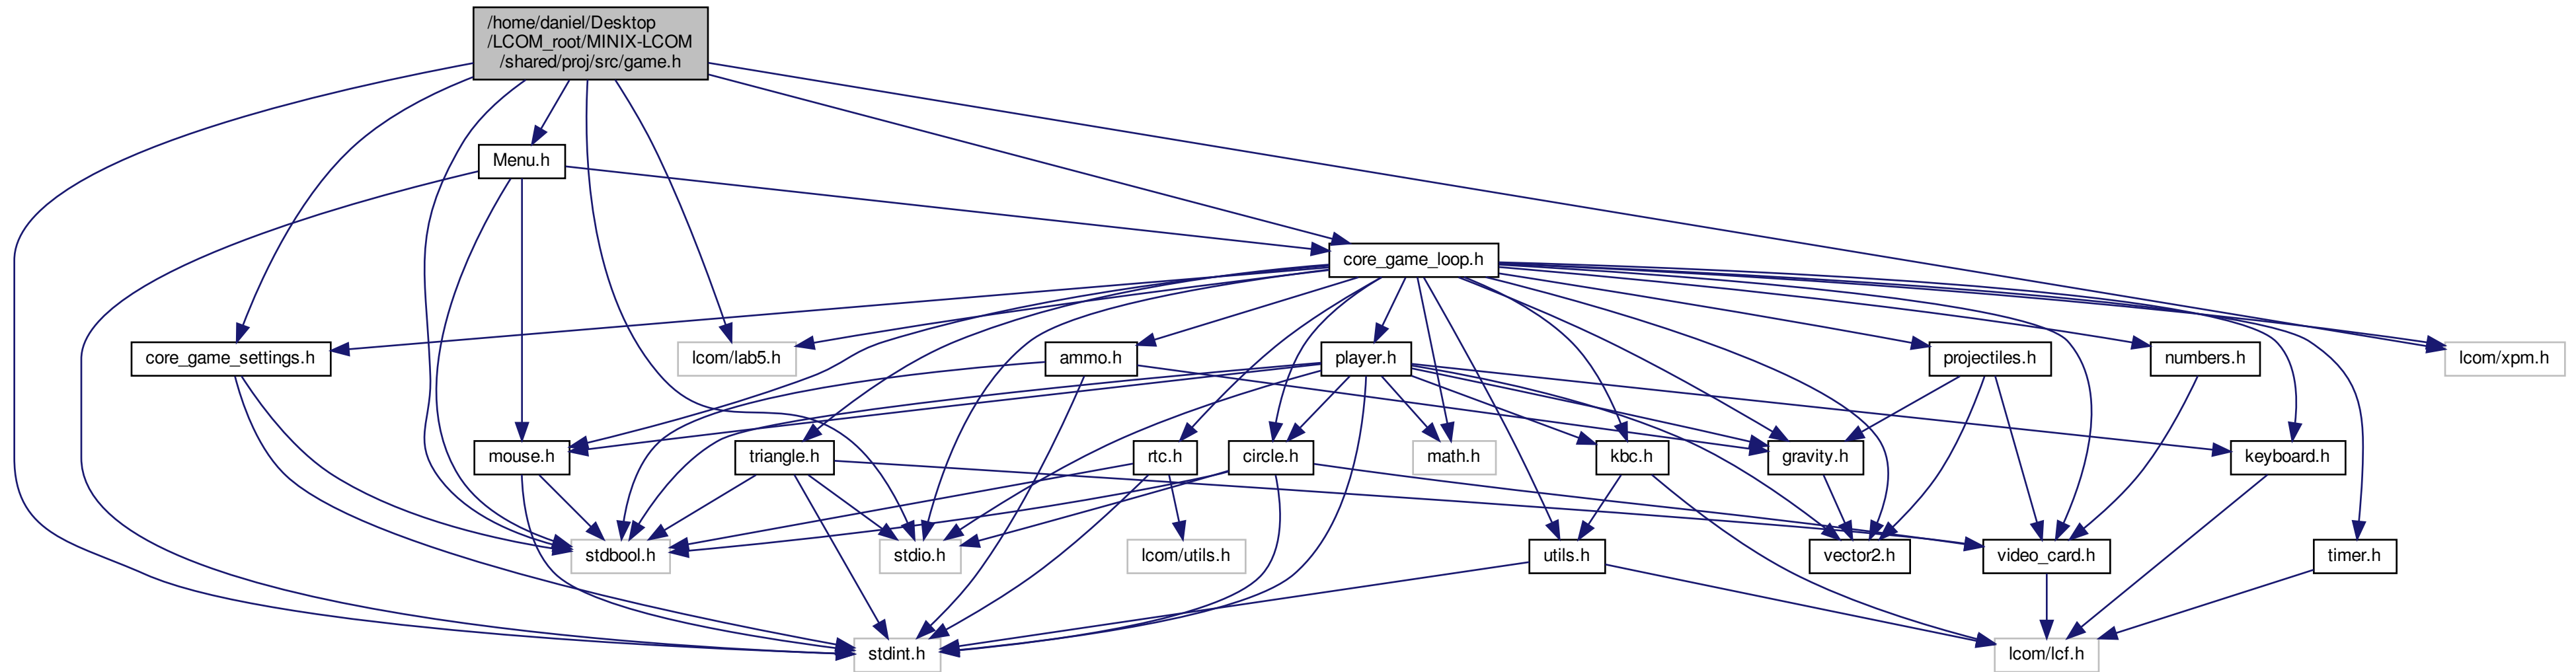 /home/daniel/Desktop
/LCOM_root/MINIX-LCOM
/shared/proj/src/game.h
Menu.h
core_game_loop.h
core_game_settings.h
lcom/lab5.h
ammo.h
player.h
projectiles.h
numbers.h
lcom/xpm.h
mouse.h
triangle.h
rtc.h
circle.h
math.h
kbc.h
gravity.h
keyboard.h
stdbool.h
stdio.h
lcom/utils.h
utils.h
vector2.h
video_card.h
timer.h
stdint.h
lcom/lcf.h